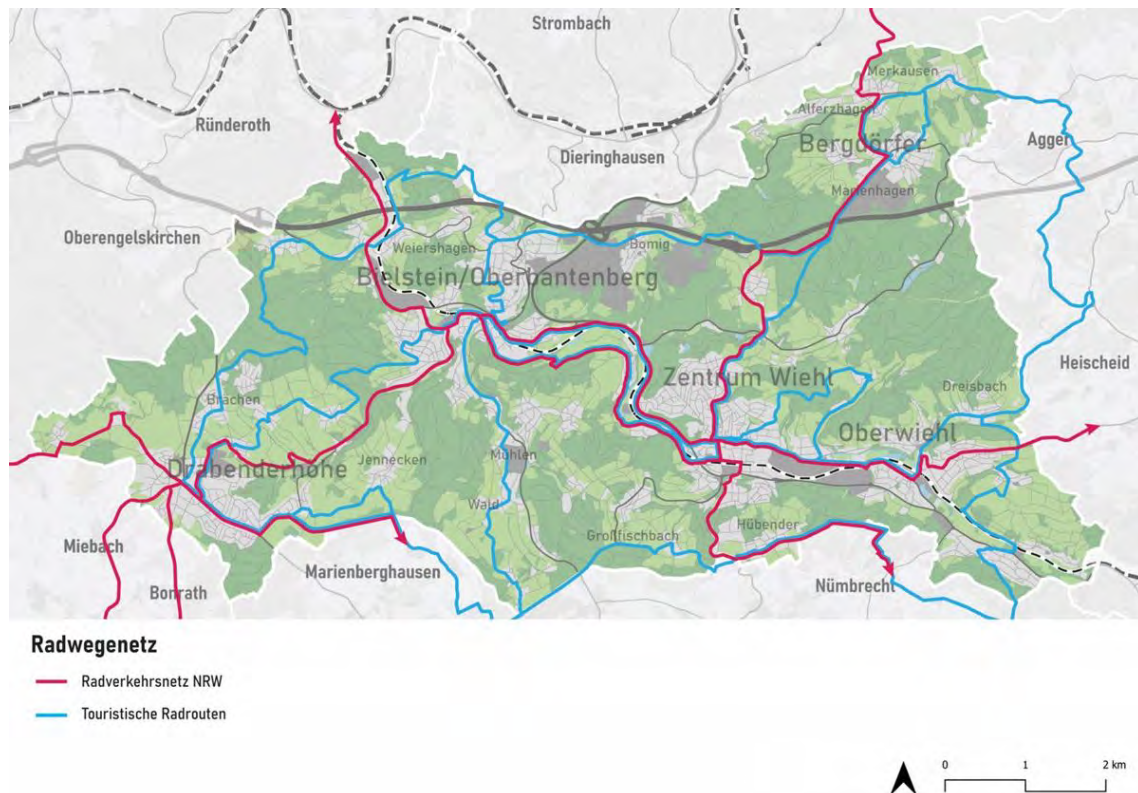 Strombach
Merkausen
Alferzhagen
Ründeroth
Agger
Bergdörfer
Dieringhausen
Marienhagen
Oberengelskirchen
Weiershagen
Bomig
Bielstein/Oberbantenberg
Heischeid
Zentrum Wiehl
Dreisbach
Brächen
Oberwiehl
Mühlen
Jennecken
Drabenderhöhe
Wald
Hübender
Großfischbach
Miebach
Marienberghausen
Nümbrecht
Bonrath
Radwegenetz
Radverkehrsnetz NRW
Touristische Radrouten
0 1 2 km